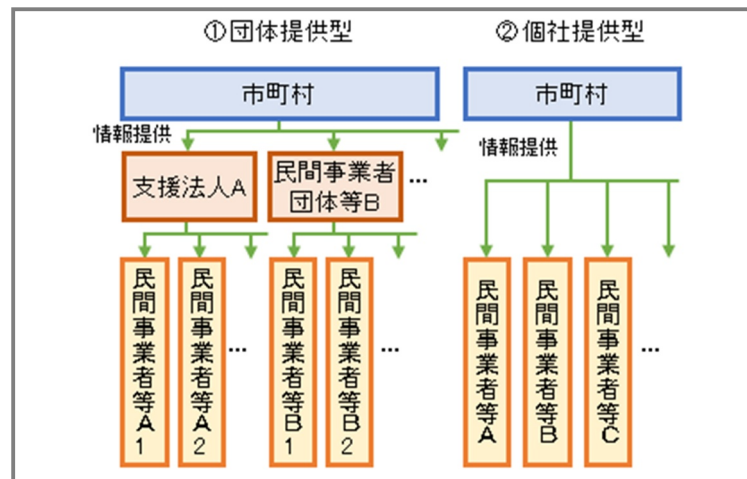 ①団体提供型
市町村
情報提供
支援法人A
民間事業者
団体等B
…
民間事業者等A1
民間事業者等A2
…
民間事業者等B1
民間事業者等B2
…
②個社提供型
市町村
情報提供
民間事業者等A
民間事業者等B
民間事業者等C
…